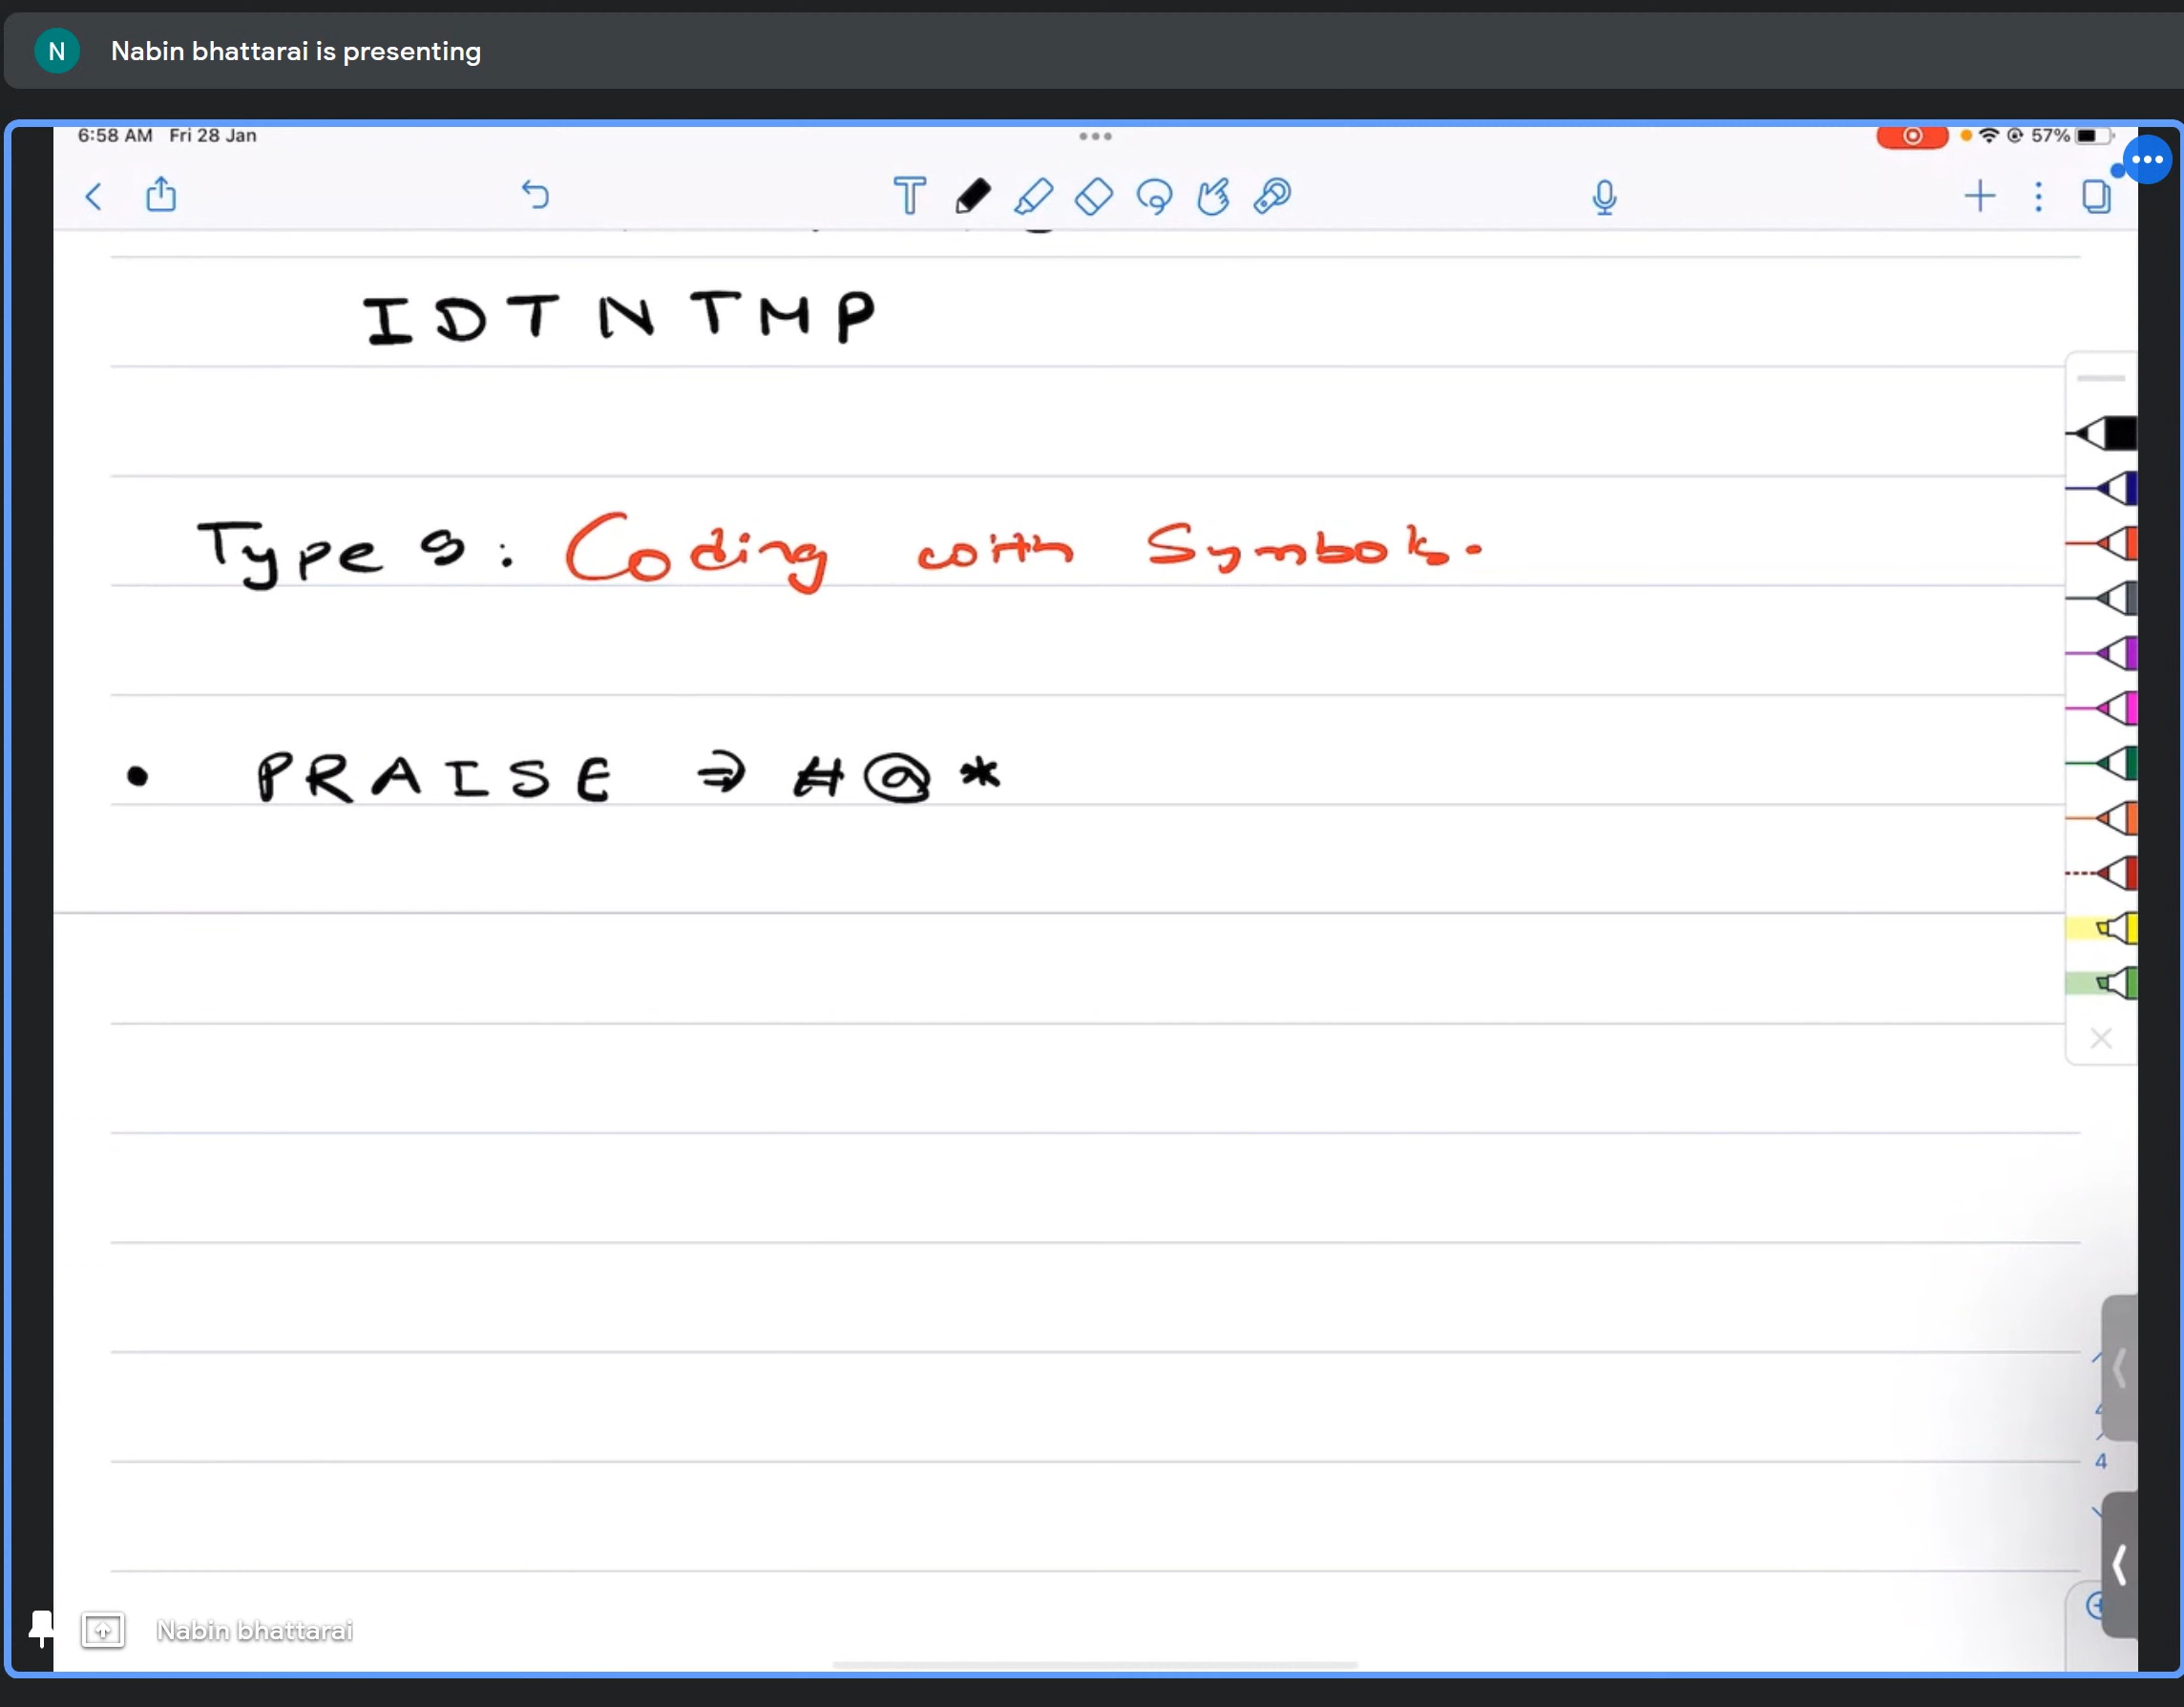 Nabin bhattarai is presenting
6:58 AM Fri 28 Jan
57%
IDTNTMP
Type 8: Coding with Symbols.
• PRAISE ⇒ #@*
4
Nabin bhattarai